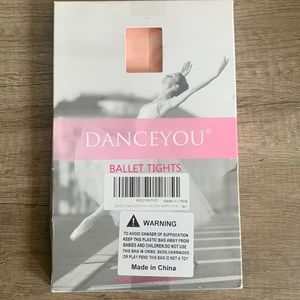 DANCEYOU®
BALLET TIGHTS
Made in China
WARNING
TO AVOID DANGER OF SUFFOCATION
KEEP THIS PLASTIC BAG AWAY FROM
BABIES AND CHILDREN.DO NOT USE
THIS BAG IN CRIBS ,BEDS,CARRIAGES
OR PLAY PENS THIS BAG IS NOT A TOY
Made in China